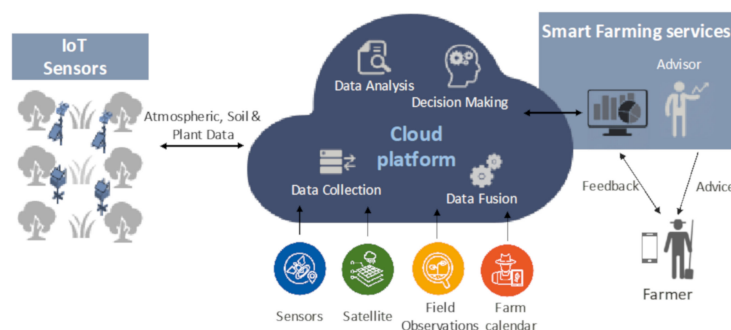 IoT
Sensors
Atmospheric, Soil &
Plant Data
Data Analysis
Decision Making
Cloud
platform
Data Collection
Data Fusion
Sensors
Satellite
Field
Observations
Farm
calendar
Smart Farming services
Advisor
Feedback
Advice
Farmer